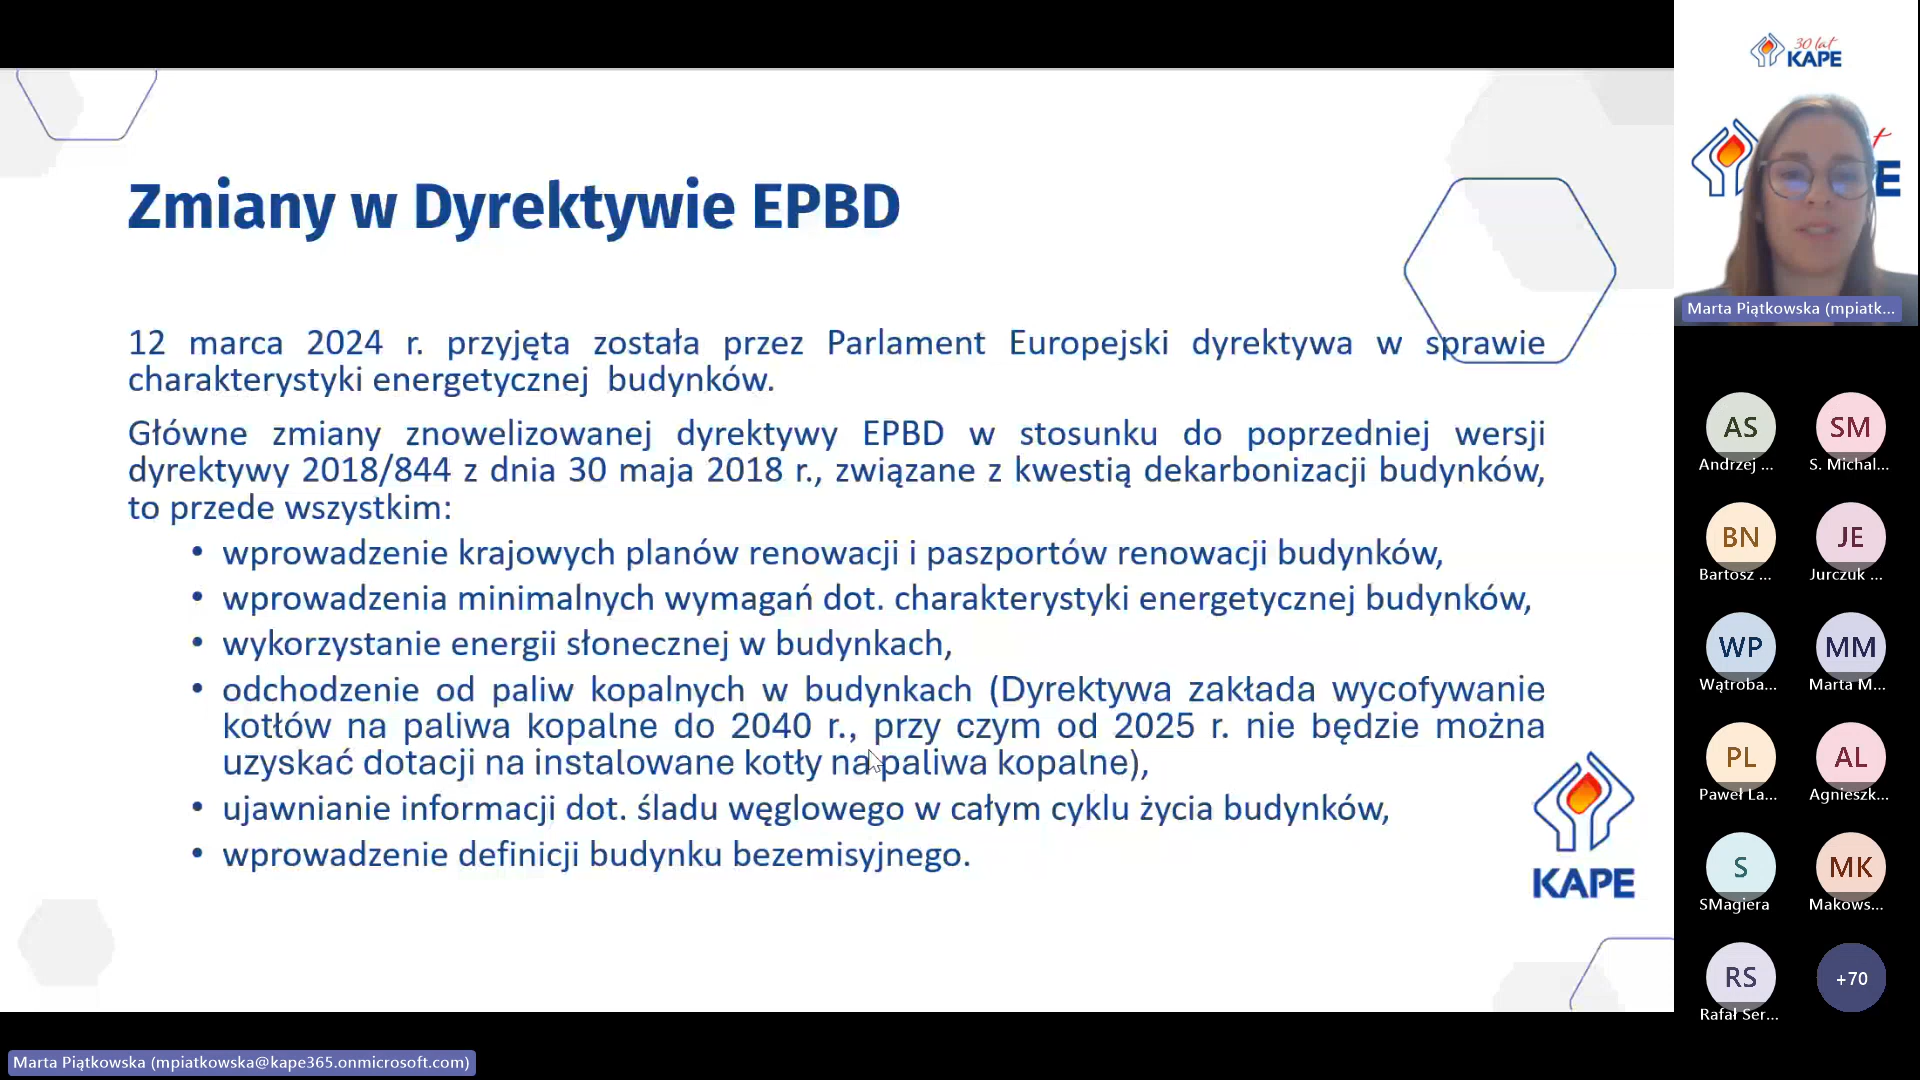 Zmiany w Dyrektywie EPBD
12 marca 2024 r. przyjęta została przez Parlament Europejski dyrektywa w sprawie
charakterystyki energetycznej budynków.
Główne zmiany znowelizowanej dyrektywy EPBD w stosunku do poprzedniej wersji
dyrektywy 2018/844 z dnia 30 maja 2018 r., związane z kwestią dekarbonizacji budynków,
to przede wszystkim:
• wprowadzenie krajowych planów renowacji i paszportów renowacji budynków,
• wprowadzenia minimalnych wymagań dot. charakterystyki energetycznej budynków,
• wykorzystanie energii słonecznej w budynkach,
• odchodzenie od paliw kopalnych w budynkach (Dyrektywa zakłada wycofywanie
kotłów na paliwa kopalne do 2040 r., przy czym od 2025 r. nie będzie można
uzyskać dotacji na instalowane kotły na paliwa kopalne),
• ujawnianie informacji dot. śladu węglowego w całym cyklu życia budynków,
• wprowadzenie definicji budynku bezemisyjnego.
KAPE
Marta Piątkowska (mpiatkowska@kape365.onmicrosoft.com)
30 lat
KAPE
E
Marta Piątkowska (mpiatk...
AS
Andrzej ...
SM
S. Michal...
BN
Bartosz ...
JE
Jurczuk ...
WP
Wątroba...
MM
Marta M...
PL
Paweł La...
AL
Agnieszk...
S
SMagiera
MK
Makows...
RS
Rafał Ser...
+70